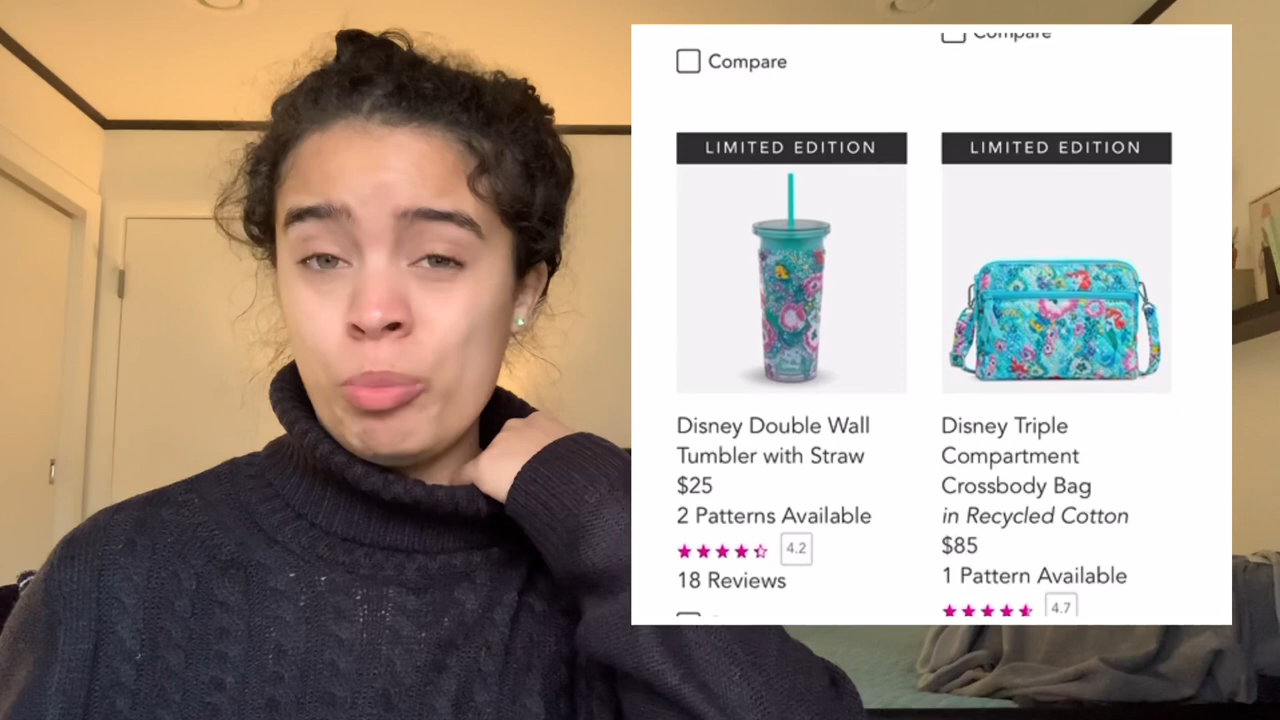 Compare
Compare
LIMITED EDITION
LIMITED EDITION
Disney Double Wall
Tumbler with Straw
$25
2 Patterns Available
4.2
18 Reviews
Disney Triple
Compartment
Crossbody Bag
in Recycled Cotton
$85
1 Pattern Available
4.7